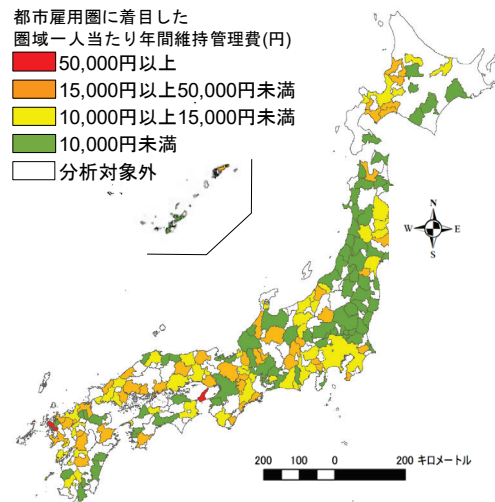 都市雇用圏に着目した
圏域一人当たり年間維持管理費(円)
50,000円以上
15,000円以上50,000円未満
10,000円以上15,000円未満
10,000円未満
分析対象外
N
W E
S
200 100 0 200 キロメートル